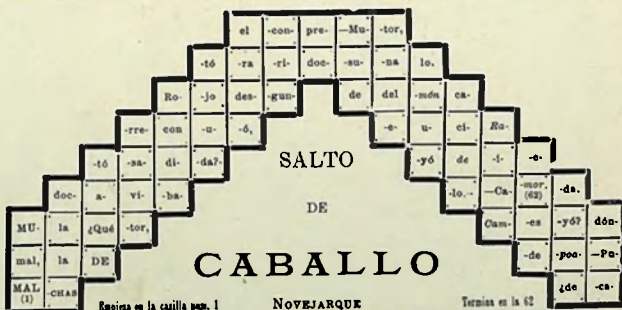 el -con- pre- —Mu- -tor,
-tó -ra -ri- doc- -su- -na lo.
Ro- -jo des- -gun- de del -món ca-
-rre- con -u- -ó, -e- u- ci- Ra-
-tó -sa- di- -da?- SALTO -yó de -i- -e-
doc- a- vi- -ba- DE -lo.- —Ca- -mor. (62) -da.
MU- la ¿Qué -tor, Cam- -es -yó? dón-
mal, la DE CABALLO -de -poa- —Pu-
MAL (1) -CHAS ¿de -ca-
Empieza en la casilla num. 1 NOVEJARQUE Termina en la 62